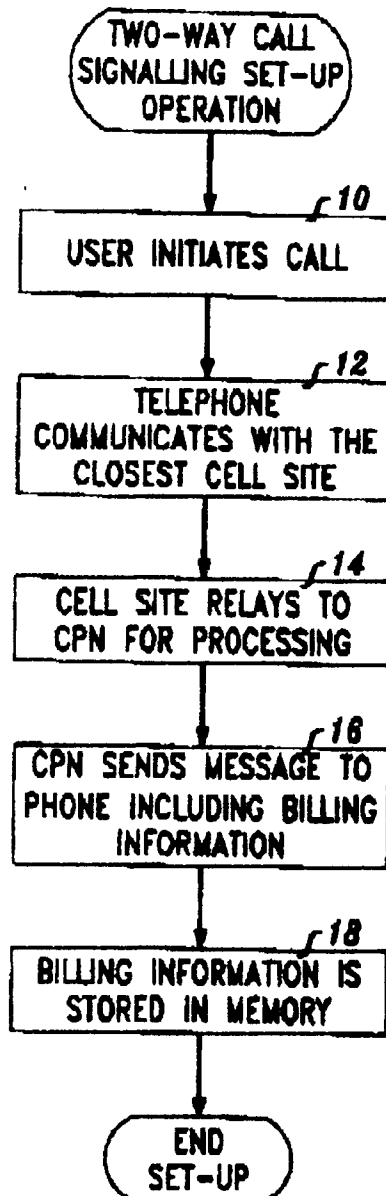 TWO-WAY CALL
SIGNALLING SET-UP
OPERATION
10
USER INITIATES CALL
12
TELEPHONE
COMMUNICATES WITH THE
CLOSEST CELL SITE
14
CELL SITE RELAYS TO
CPN FOR PROCESSING
16
CPN SENDS MESSAGE TO
PHONE INCLUDING BILLING
INFORMATION
18
BILLING INFORMATION IS
STORED IN MEMORY
END
SET-UP